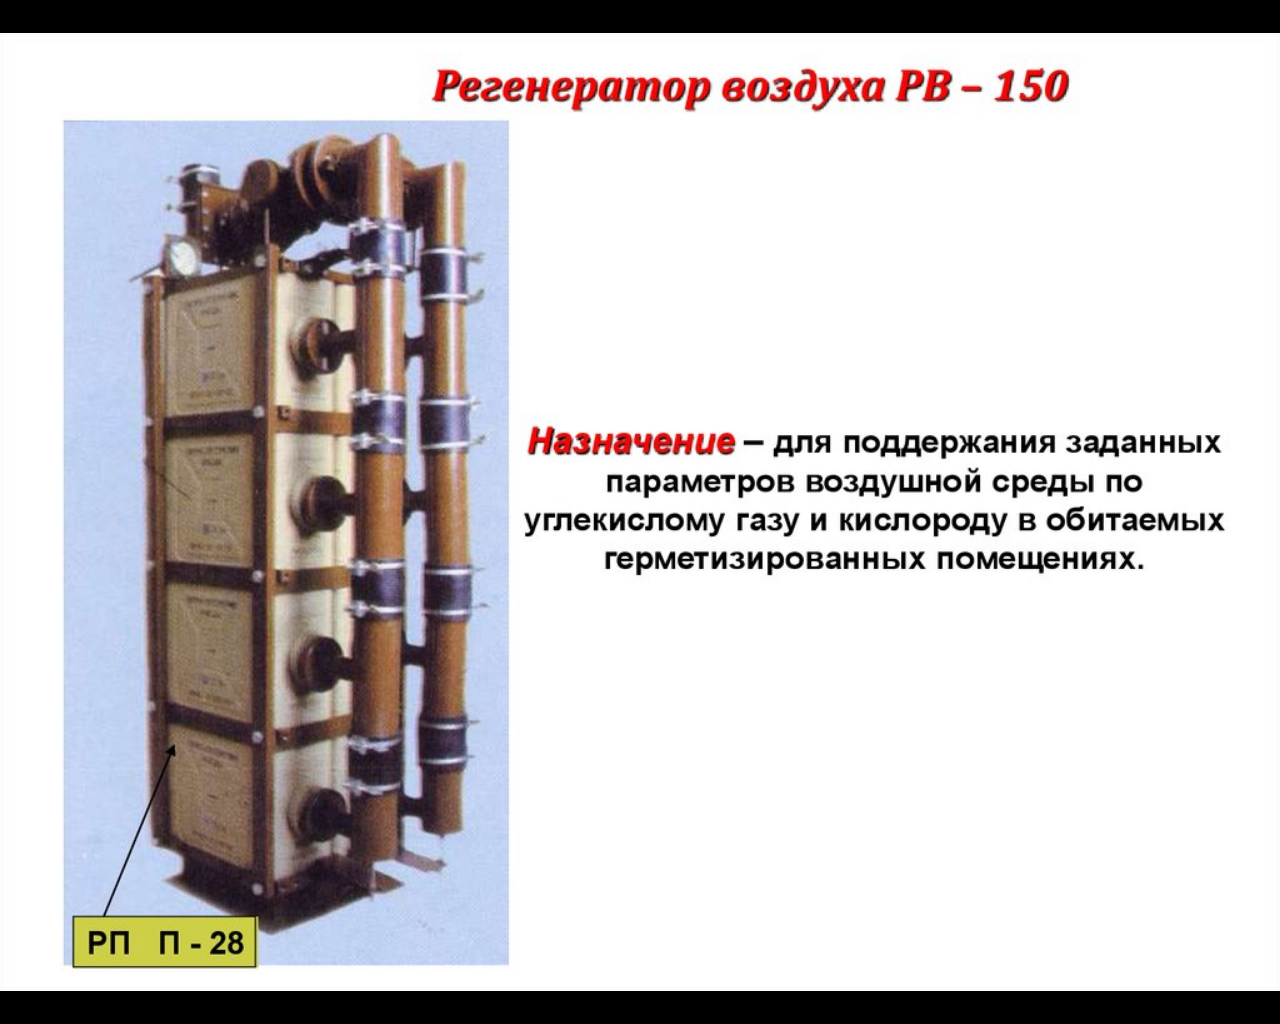 Регенератор воздуха РВ – 150
Назначение – для поддержания заданных
параметров воздушной среды по
углекислому газу и кислороду в обитаемых
герметизированных помещениях.
РП П - 28